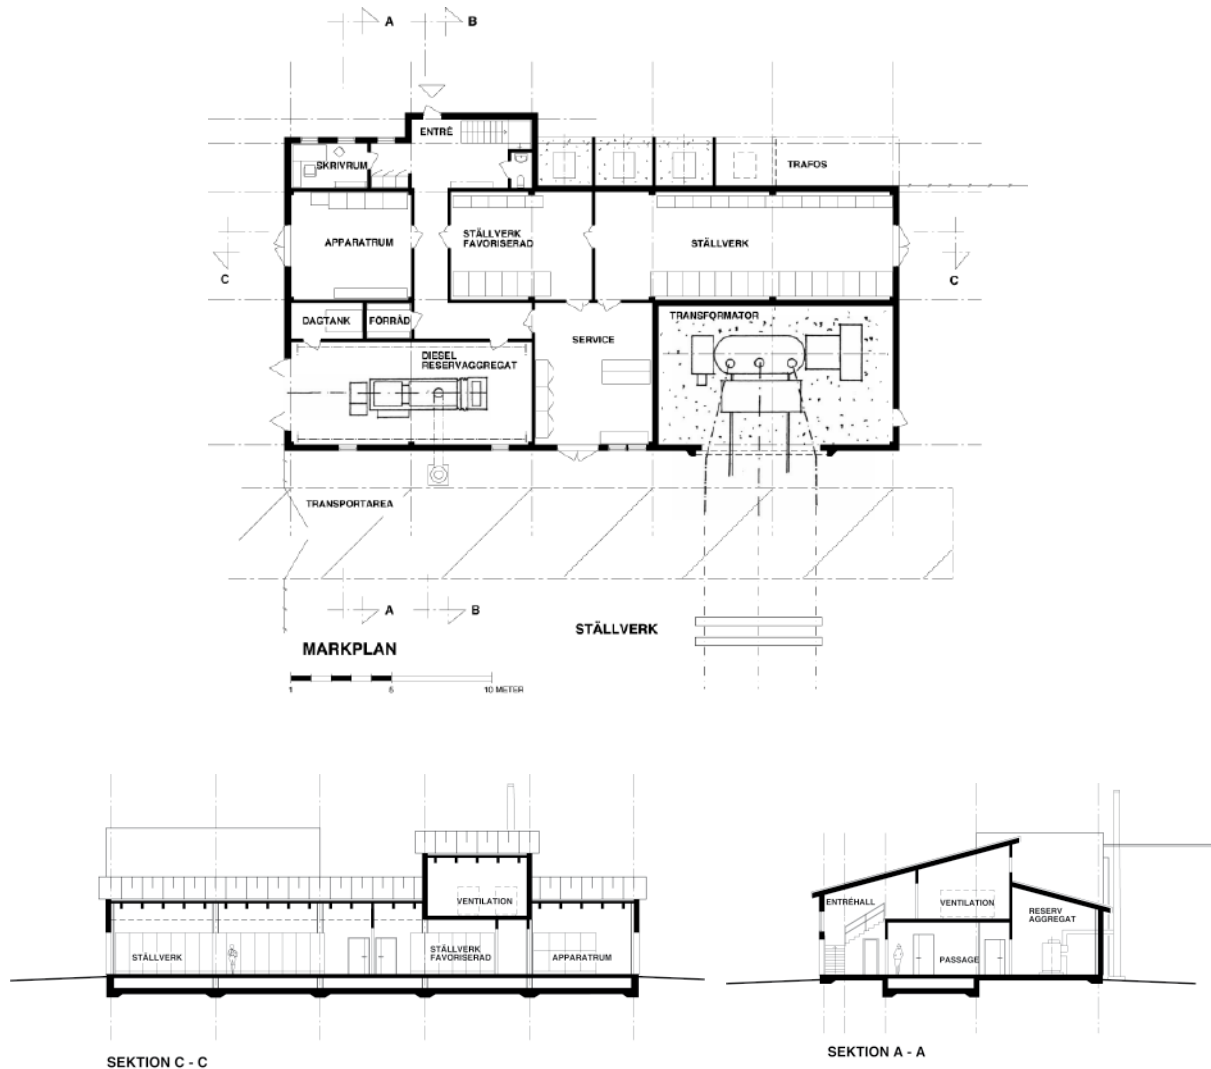 A
B
ENTRÉ
SKRIVRUM
TRAFOS
APPARATRUM
STÄLLVERK
FAVORISERAD
STÄLLVERK
C
C
DAGTANK
FÖRRÅD
TRANSFORMATOR
SERVICE
DIESEL
RESERVAGGREGAT
TRANSPORTAREA
A
B
STÄLLVERK
MARKPLAN
1 5 10 METER
VENTILATION
STÄLLVERK
STÄLLVERK
FAVORISERAD
APPARATRUM
SEKTION C - C
ENTRÉHALL
VENTILATION
RESERV
AGGREGAT
PASSAGE
SEKTION A - A